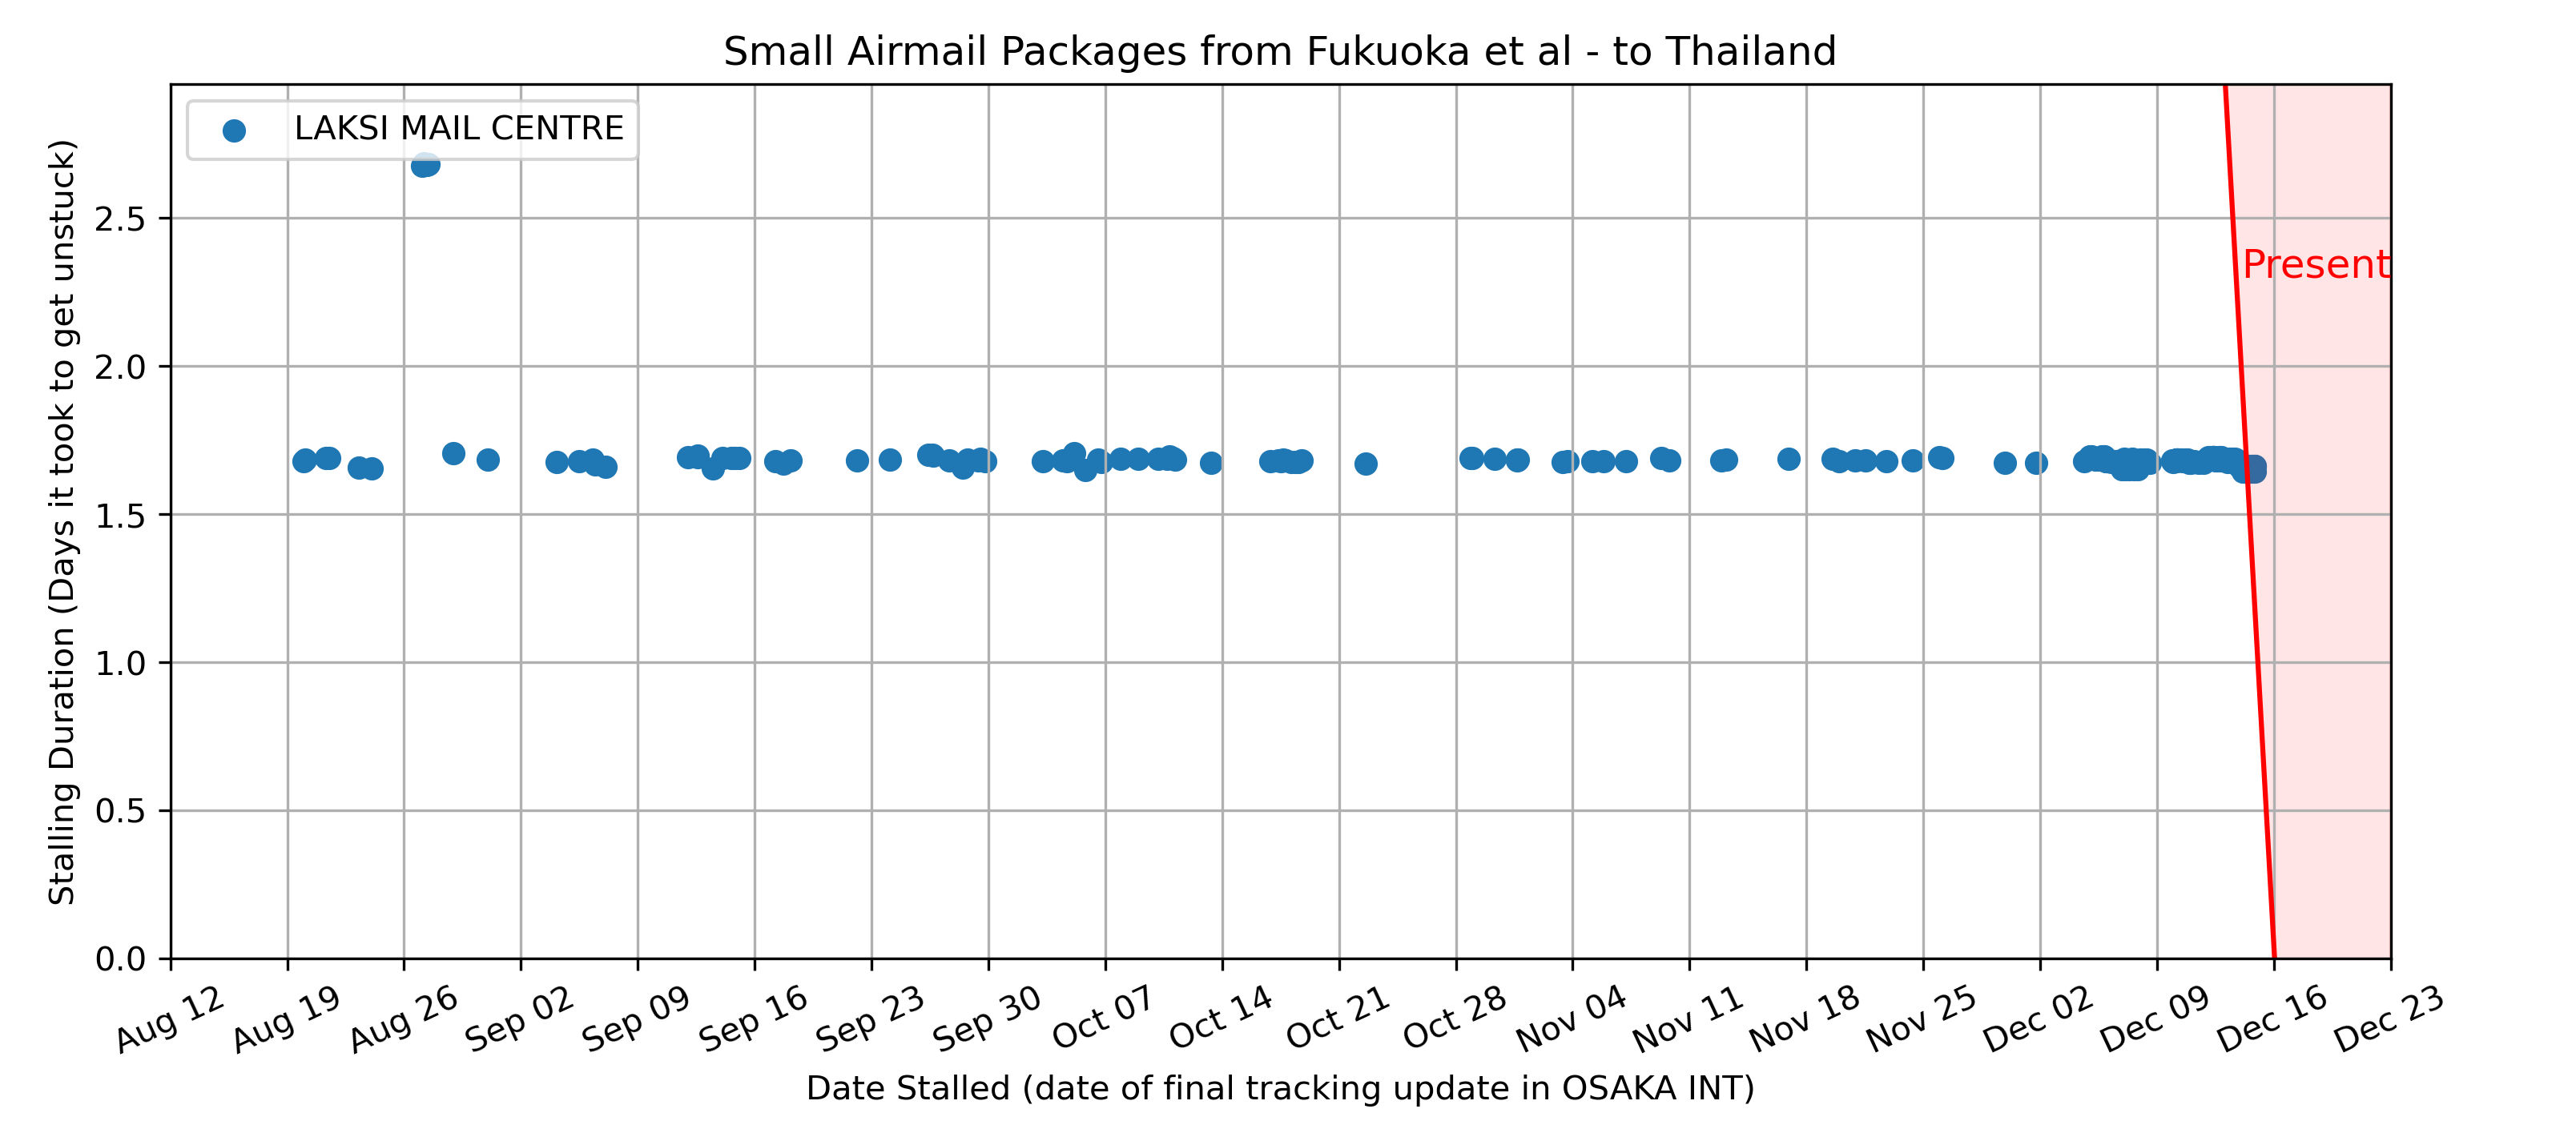 Small Airmail Packages from Fukuoka et al - to Thailand
LAKSI MAIL CENTRE
Present
Stalling Duration (Days it took to get unstuck)
2.5
2.0
1.5
1.0
0.5
0.0
Aug 12
Aug 19
Aug 26
Sep 02
Sep 09
Sep 16
Sep 23
Sep 30
Oct 07
Oct 14
Oct 21
Oct 28
Nov 04
Nov 11
Nov 18
Nov 25
Dec 02
Dec 09
Dec 16
Dec 23
Date Stalled (date of final tracking update in OSAKA INT)